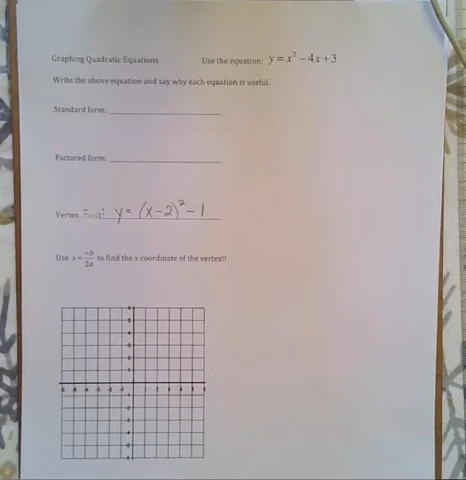 Graphing Quadratic Equations Use the equation: y = x² − 4x + 3
Write the above equation and say why each equation is useful.
Standard form:
Factored form:
Vertex Form: y = (x−2)² − 1
Use x = −b/2a to find the x coordinate of the vertex!!